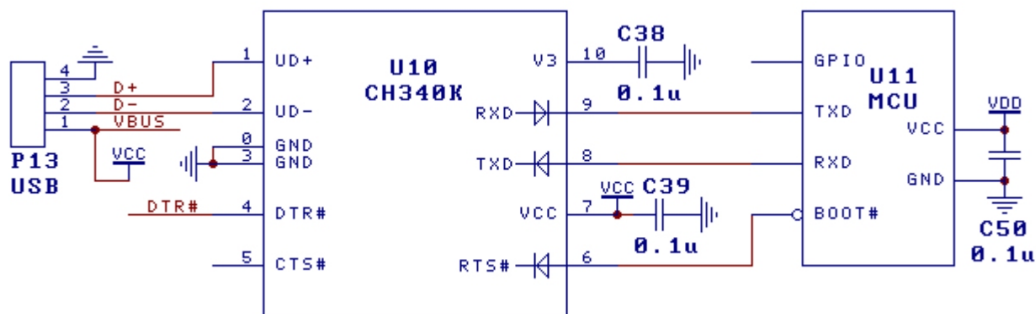 4
3
2
1
D+
D-
VBUS
VCC
P13
USB
DTR#
1
2
0
3
4
5
UD+
UD-
GND
GND
DTR#
CTS#
U10
CH340K
V3
RXD
TXD
VCC
RTS#
10
9
8
7
6
C38
0.1u
VCC
C39
0.1u
GPIO
TXD
RXD
BOOT#
U11
MCU
VCC
GND
VDD
C50
0.1u